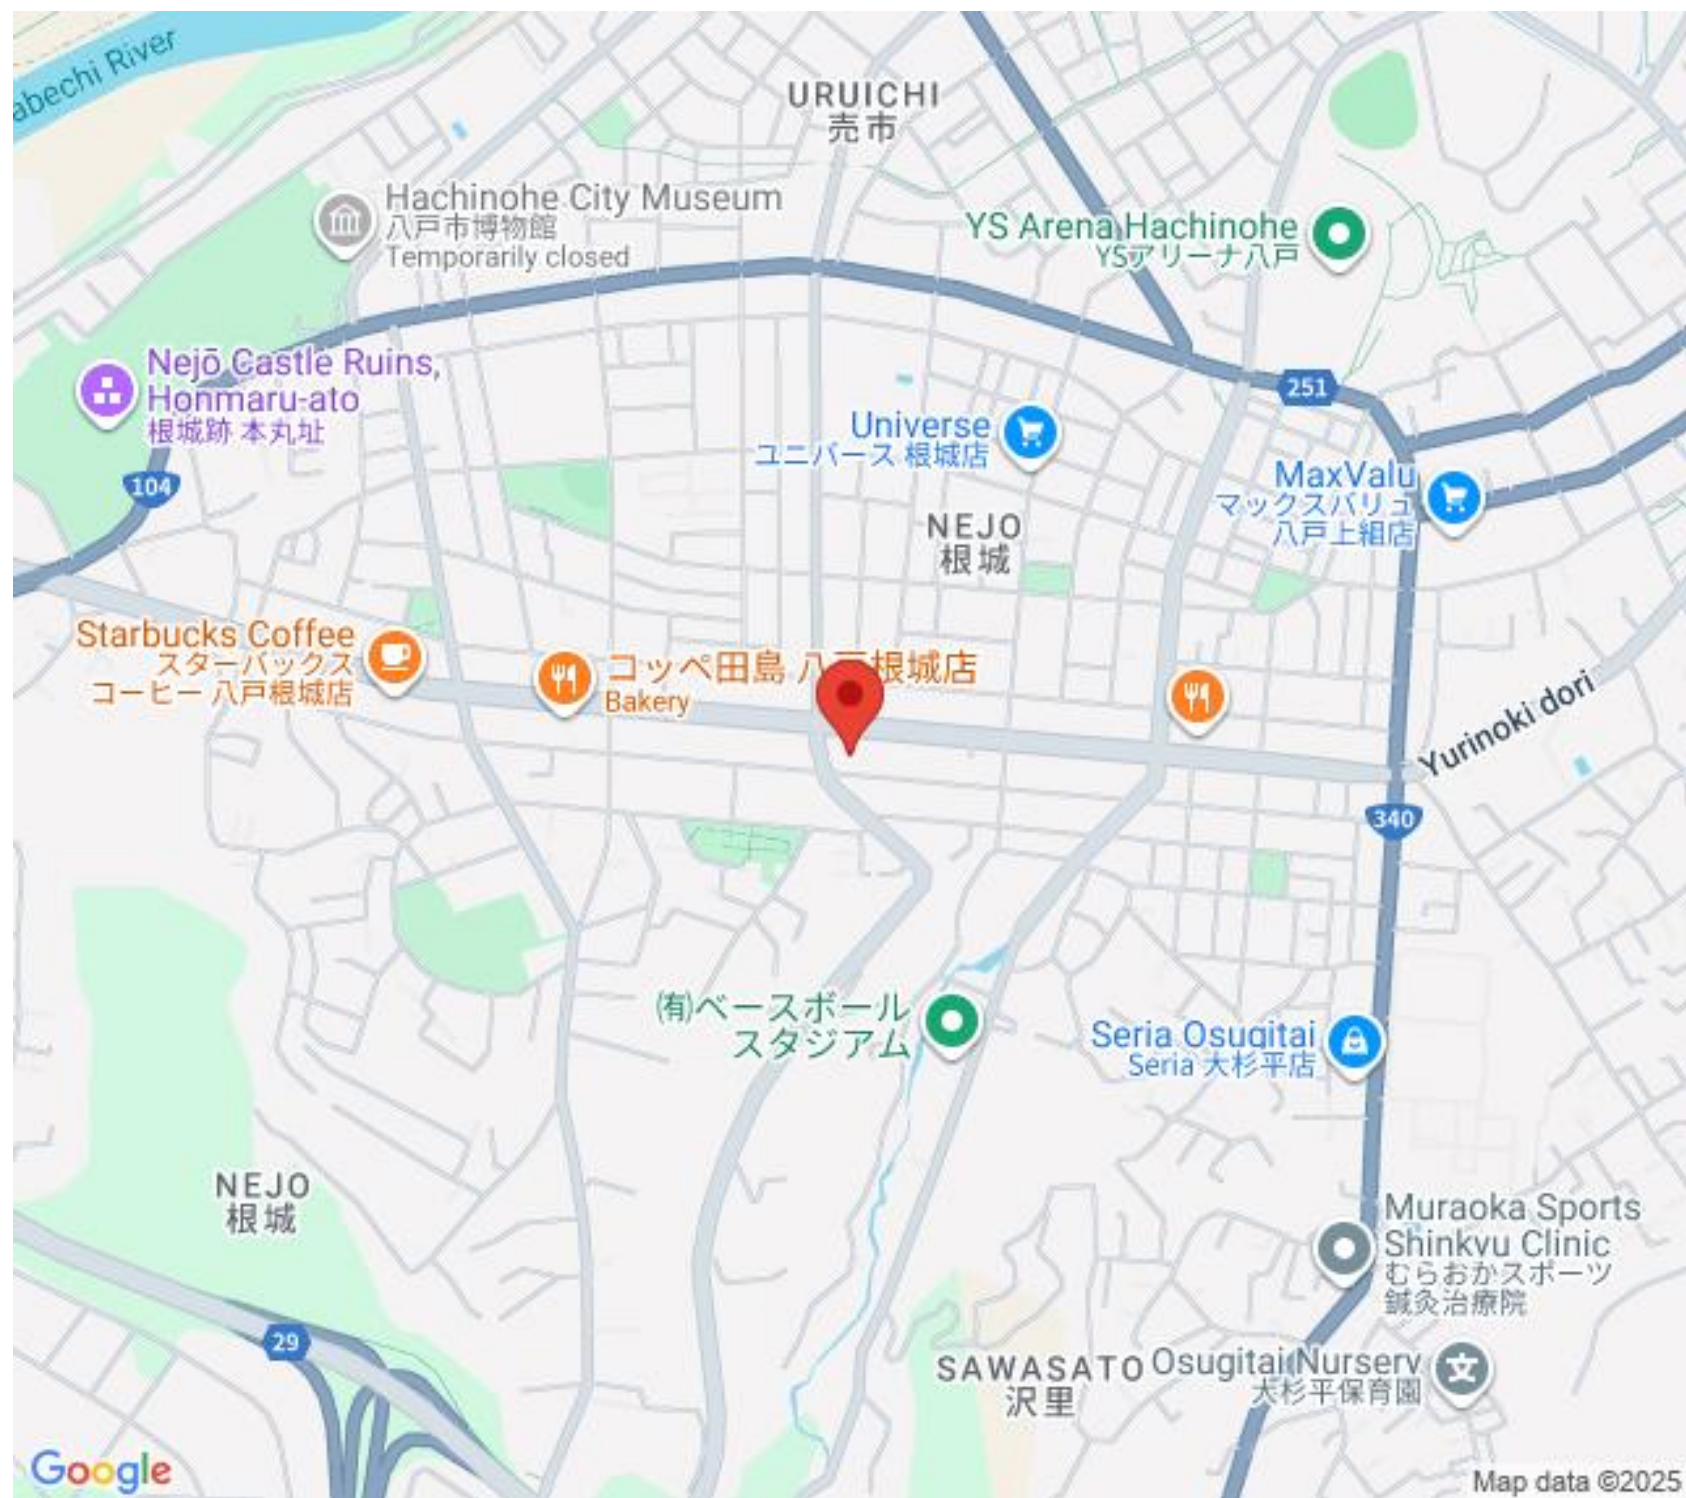 abechi River
URUICHI
売市
Hachinohe City Museum
八戸市博物館
Temporarily closed
YS Arena Hachinohe
YSアリーナ八戸
Nejō Castle Ruins,
Honmaru-ato
根城跡 本丸址
251
Universe
ユニバース 根城店
104
MaxValu
マックスバリュ
八戸上組店
NEJO
根城
Starbucks Coffee
スターバックス
コーヒー 八戸根城店
コッペ田島 八戸根城店
Bakery
Yurinoki dori
340
㈲ベースボール
スタジアム
Seria Osugitai
Seria 大杉平店
NEJO
根城
Muraoka Sports
Shinkyu Clinic
むらおかスポーツ
鍼灸治療院
29
SAWASATO
沢里
Osugitai Nursery
大杉平保育園
Google
Map data ©2025